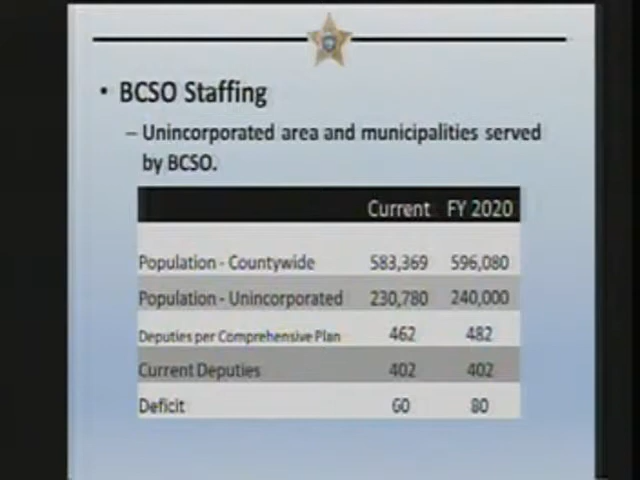 • BCSO Staffing
– Unincorporated area and municipalities served
by BCSO.
Current FY 2020
Population - Countywide 583,369 596,080
Population - Unincorporated 230,780 240,000
Deputies per Comprehensive Plan 462 482
Current Deputies 402 402
Deficit 60 80